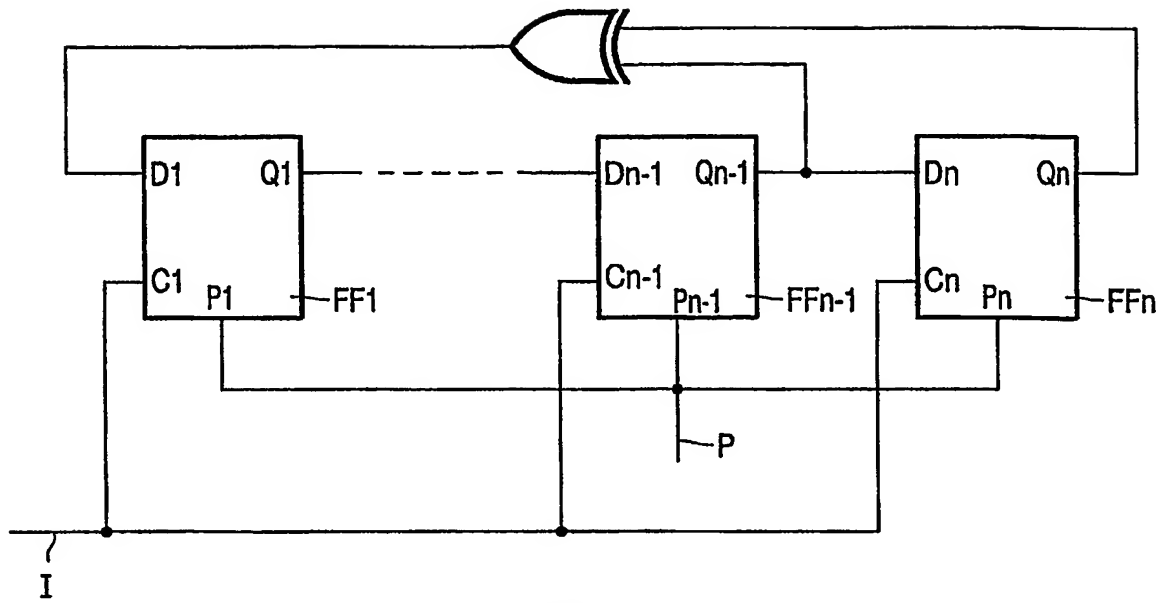 D1 Q1 Dn-1 Qn-1 Dn Qn
C1 P1 FF1 Cn-1 Pn-1 FFn-1 Cn Pn FFn
P
I